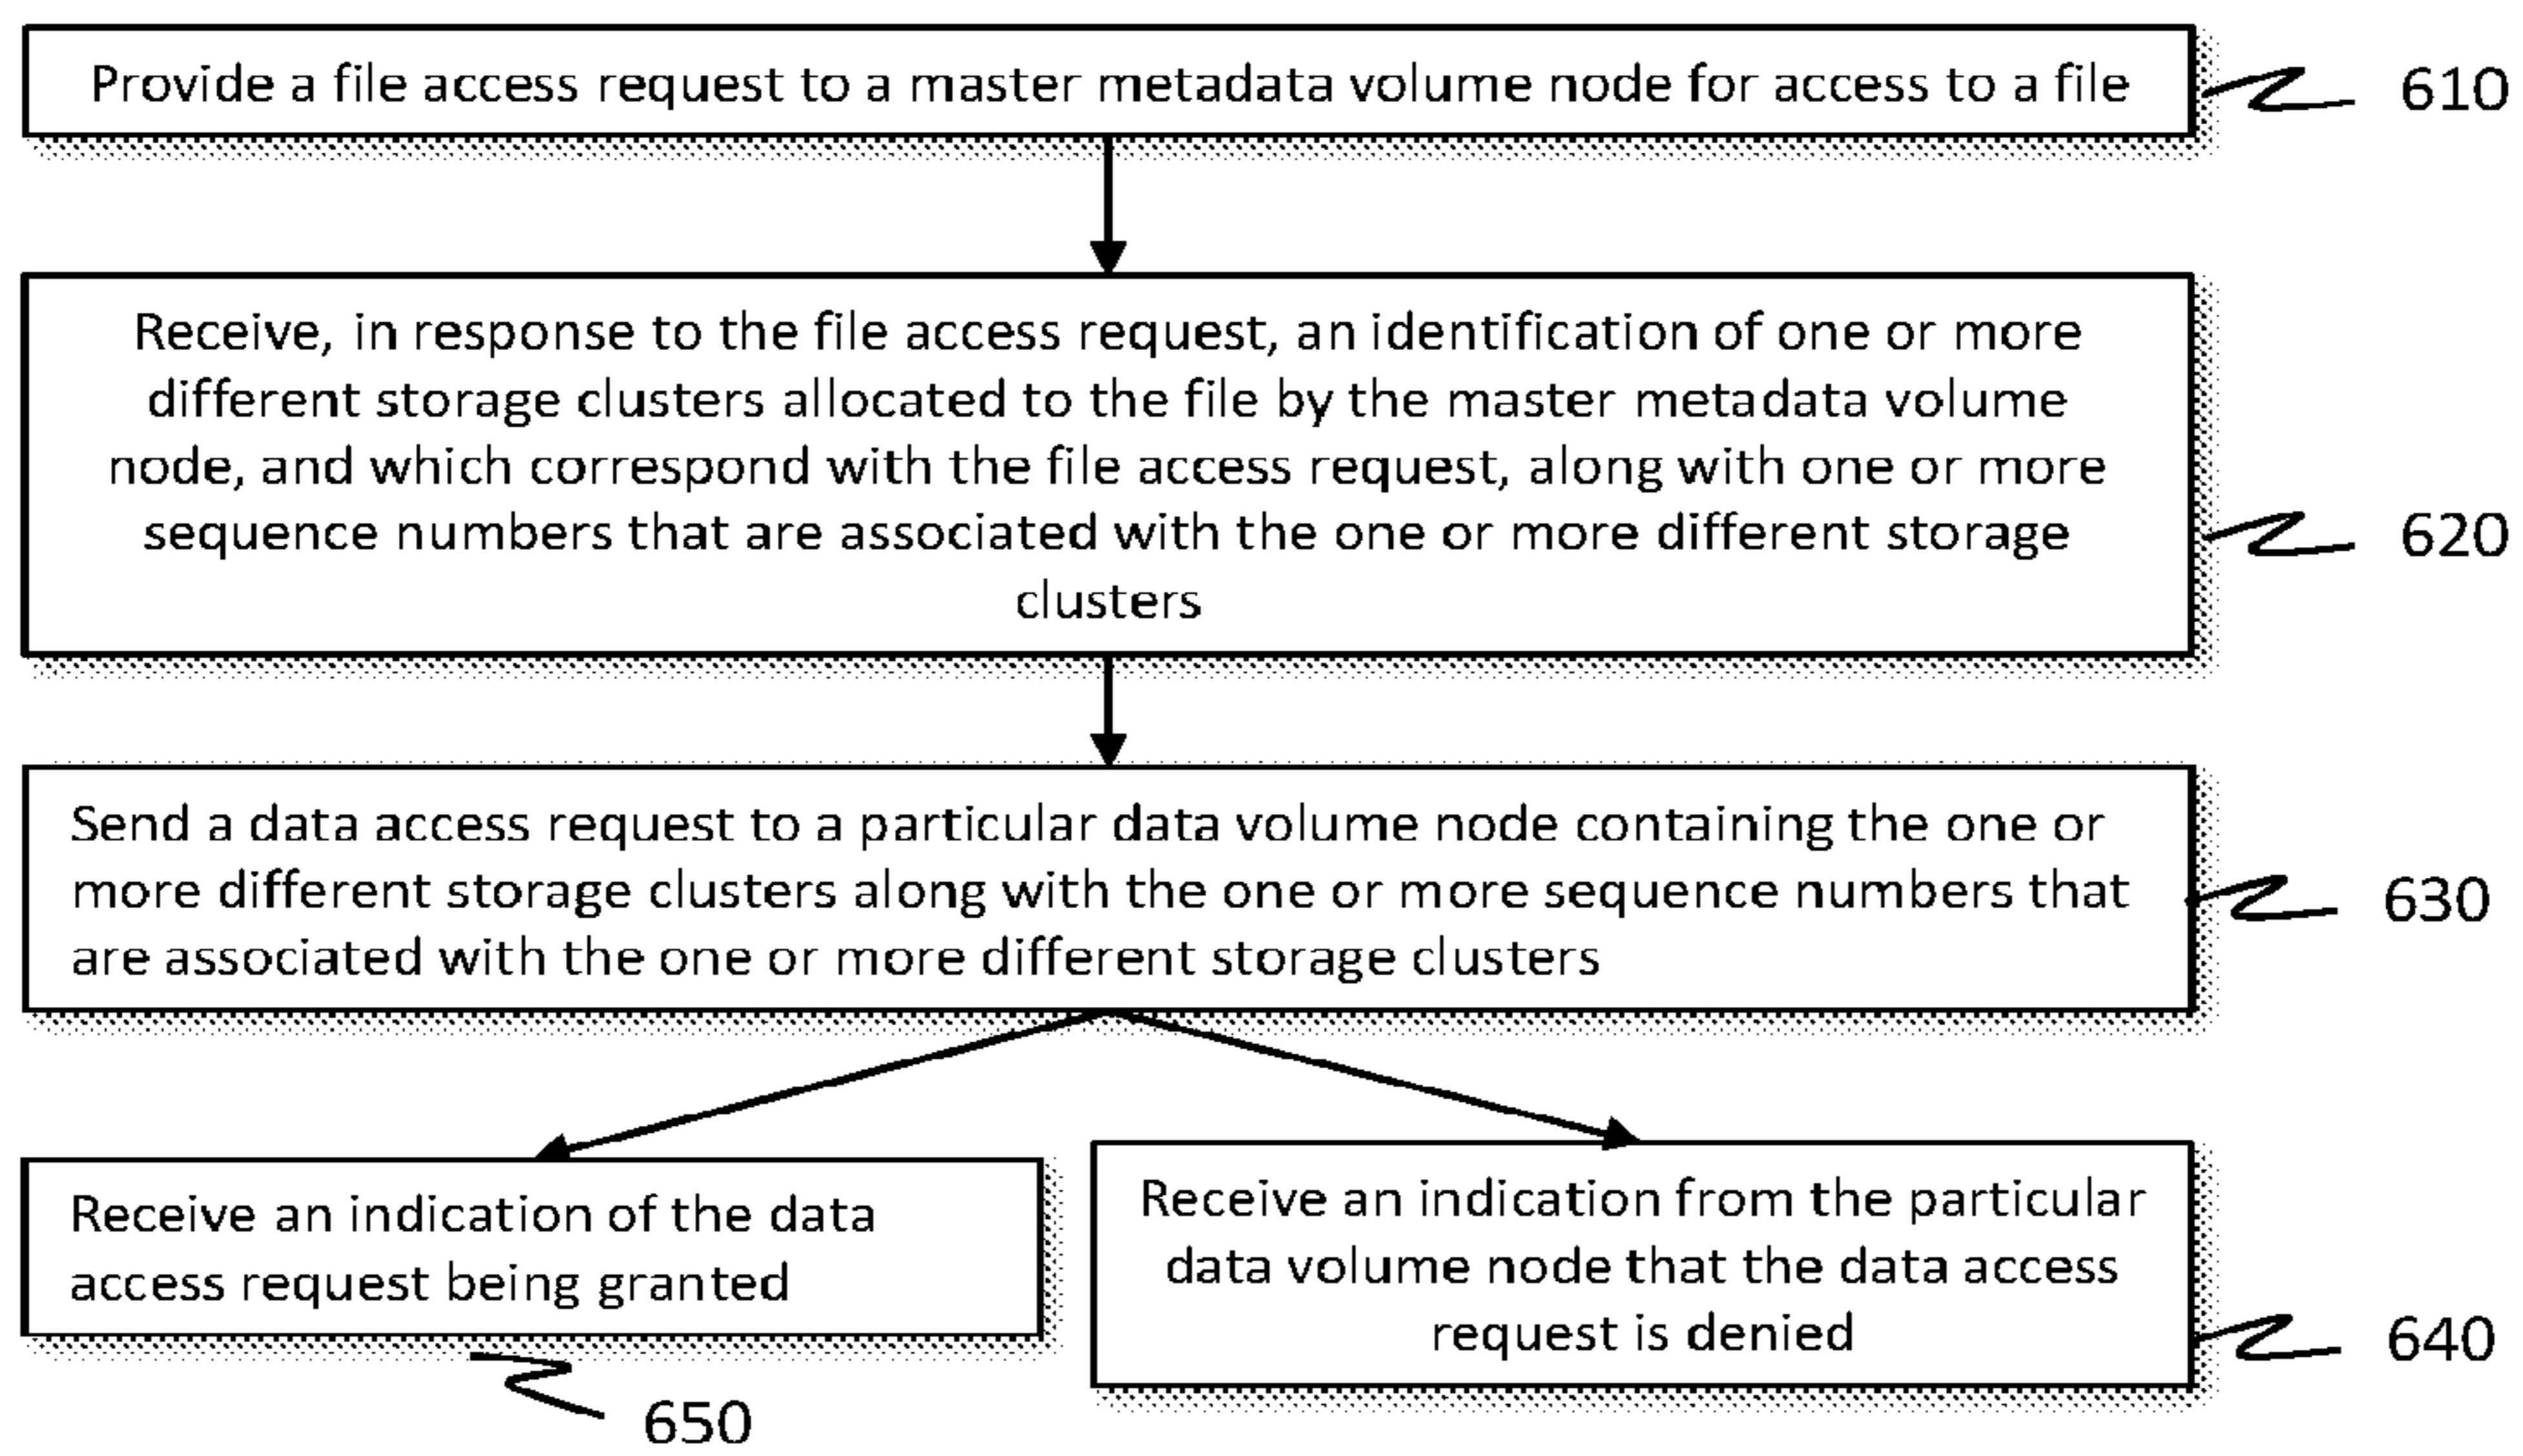 Provide a file access request to a master metadata volume node for access to a file
610
Receive, in response to the file access request, an identification of one or more
different storage clusters allocated to the file by the master metadata volume
node, and which correspond with the file access request, along with one or more
sequence numbers that are associated with the one or more different storage
clusters
620
Send a data access request to a particular data volume node containing the one or
more different storage clusters along with the one or more sequence numbers that
are associated with the one or more different storage clusters
630
Receive an indication of the data
access request being granted
650
Receive an indication from the particular
data volume node that the data access
request is denied
640